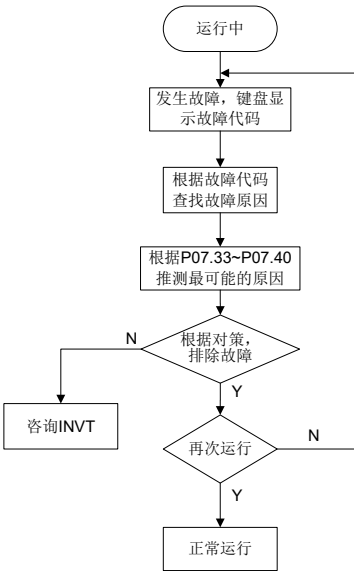 运行中
发生故障，键盘显
示故障代码
根据故障代码
查找故障原因
根据P07.33~P07.40
推测最可能的原因
根据对策，
排除故障
N
Y
咨询INVT
再次运行
N
Y
正常运行